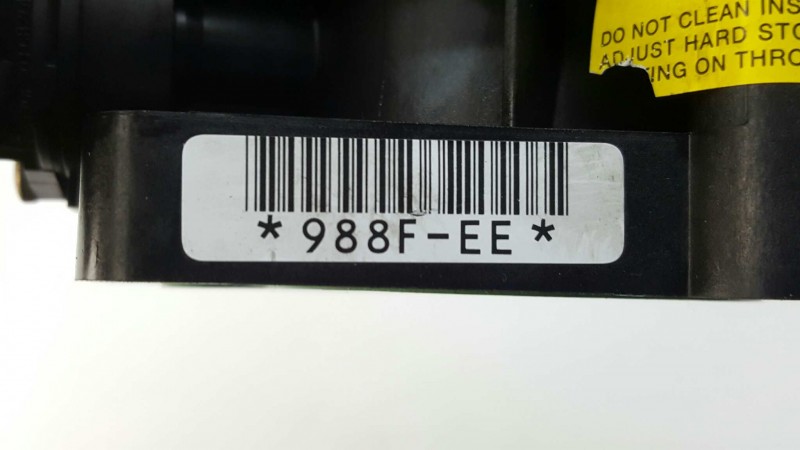 DO NOT CLEAN INS
ADJUST HARD STO
ING ON THRO
*988F-EE*